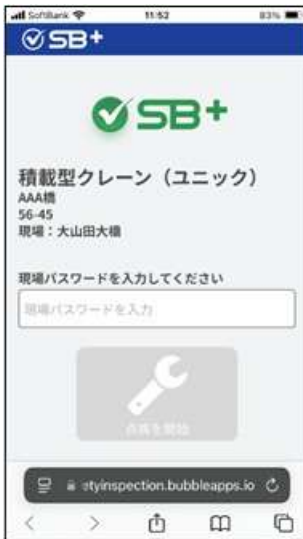 SoftBank 11:52 83%
SB+
SB+
積載型クレーン（ユニック）
AAA橋
56-45
現場：大山田大橋
現場パスワードを入力してください
現場パスワードを入力
点検を開始
etyinspection.bubbleapps.io